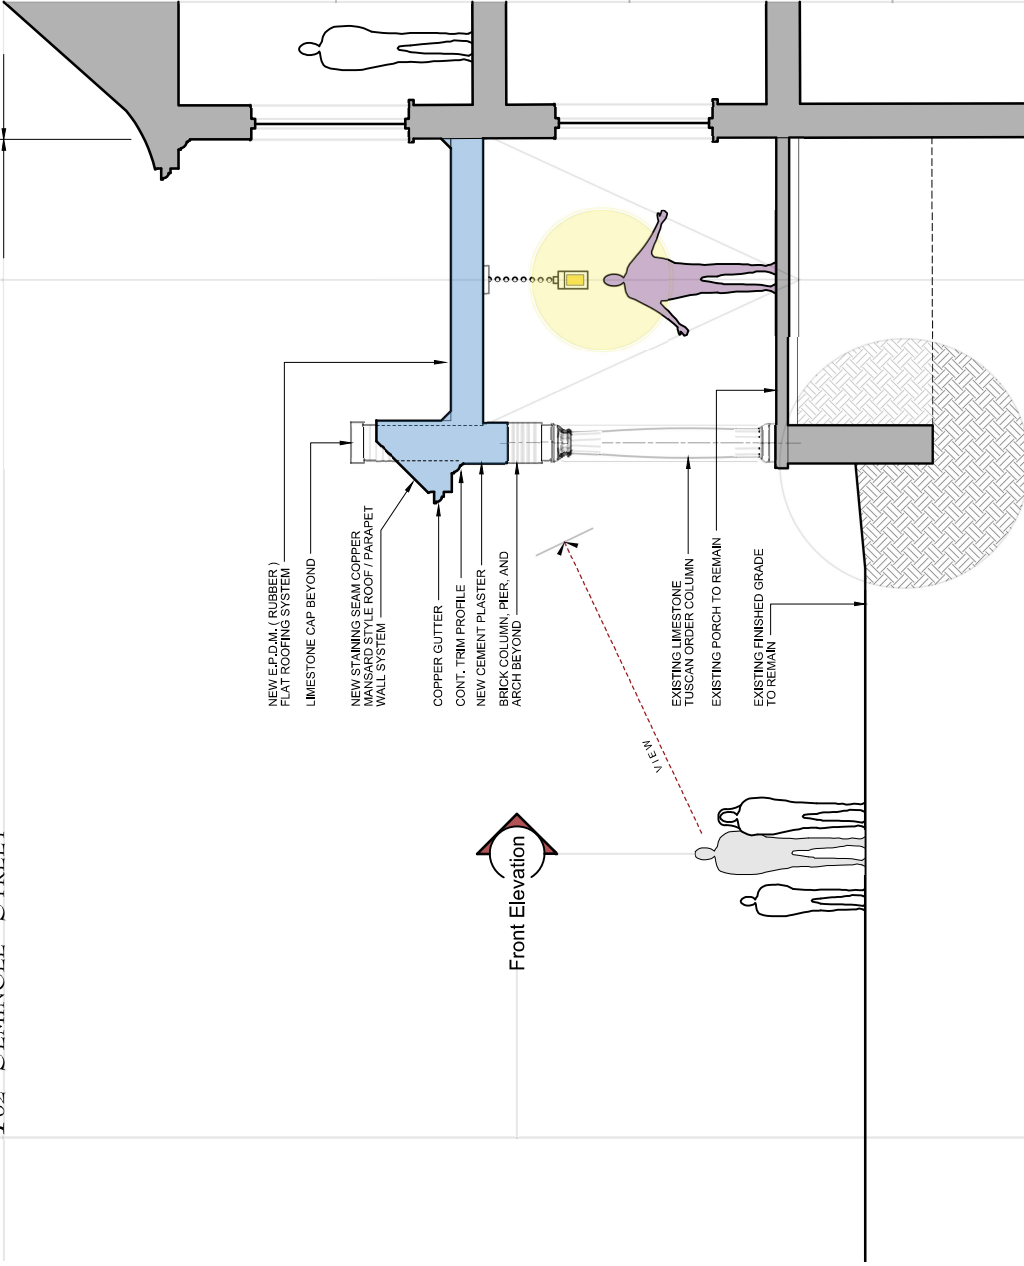 NEW E.P.D.M. ( RUBBER )
FLAT ROOFING SYSTEM
LIMESTONE CAP BEYOND
NEW STAINING SEAM COPPER
MANSARD STYLE ROOF / PARAPET
WALL SYSTEM
COPPER GUTTER
CONT. TRIM PROFILE
NEW CEMENT PLASTER
BRICK COLUMN, PIER, AND
ARCH BEYOND
EXISTING LIMESTONE
TUSCAN ORDER COLUMN
EXISTING PORCH TO REMAIN
EXISTING FINISHED GRADE
TO REMAIN
VIEW
Front Elevation